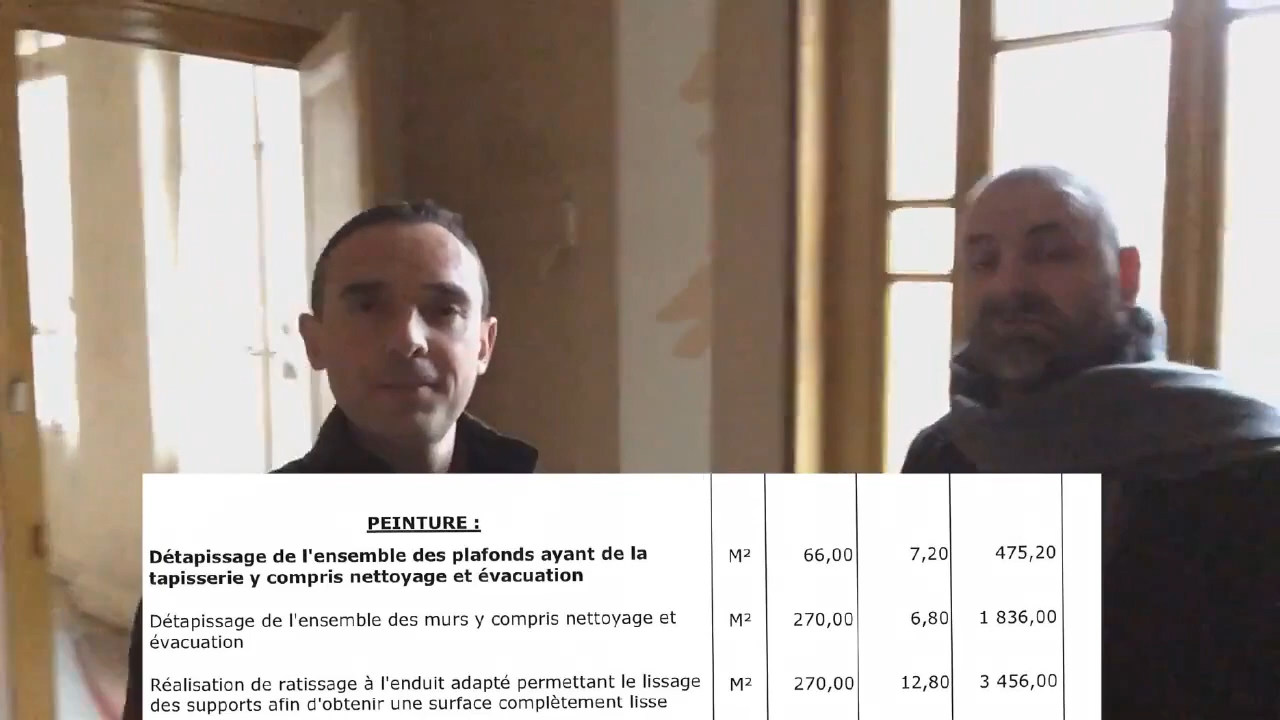 PEINTURE :
Détapissage de l'ensemble des plafonds ayant de la M² 66,00 7,20 475,20
tapisserie y compris nettoyage et évacuation
Détapissage de l'ensemble des murs y compris nettoyage et M² 270,00 6,80 1 836,00
évacuation
Réalisation de ratissage à l'enduit adapté permettant le lissage M² 270,00 12,80 3 456,00
des supports afin d'obtenir une surface complètement lisse